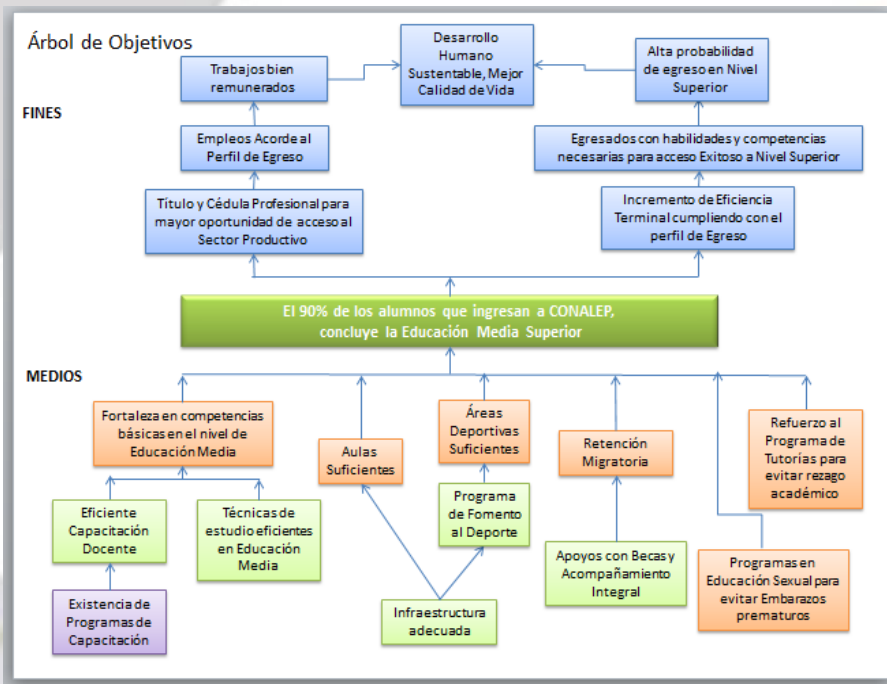 Árbol de Objetivos
Desarrollo
Humano
Sustentable, Mejor
Calidad de Vida
Trabajos bien
remunerados
Alta probabilidad
de egreso en Nivel
Superior
FINES
Empleos Acorde al
Perfil de Egreso
Egresados con habilidades y competencias
necesarias para acceso Exitoso a Nivel Superior
Título y Cédula Profesional para
mayor oportunidad de acceso al
Sector Productivo
Incremento de Eficiencia
Terminal cumpliendo con el
perfil de Egreso
El 90% de los alumnos que ingresan a CONALEP,
concluye la Educación Media Superior
MEDIOS
Fortaleza en competencias
básicas en el nivel de
Educación Media
Aulas
Suficientes
Áreas
Deportivas
Suficientes
Retención
Migratoria
Refuerzo al
Programa de
Tutorías para
evitar rezago
académico
Eficiente
Capacitación
Docente
Técnicas de
estudio eficientes
en Educación
Media
Programa
de Fomento
al Deporte
Apoyos con Becas y
Acompañamiento
Integral
Programas en
Educación Sexual para
evitar Embarazos
prematuros
Existencia de
Programas de
Capacitación
Infraestructura
adecuada